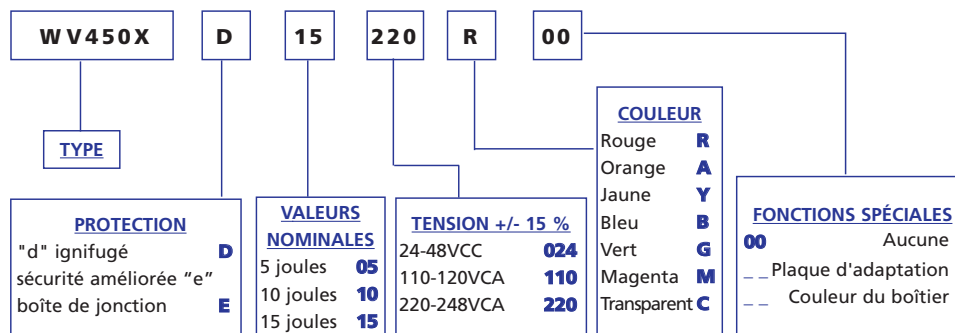 WV450X D 15 220 R 00
TYPE
PROTECTION
"d" ignifugé D
sécurité améliorée “e”
boîte de jonction E
VALEURS
NOMINALES
5 joules 05
10 joules 10
15 joules 15
TENSION +/- 15 %
24-48VCC 024
110-120VCA 110
220-248VCA 220
COULEUR
Rouge R
Orange A
Jaune Y
Bleu B
Vert G
Magenta M
Transparent C
FONCTIONS SPÉCIALES
00 Aucune
_ _ Plaque d'adaptation
_ _ Couleur du boîtier